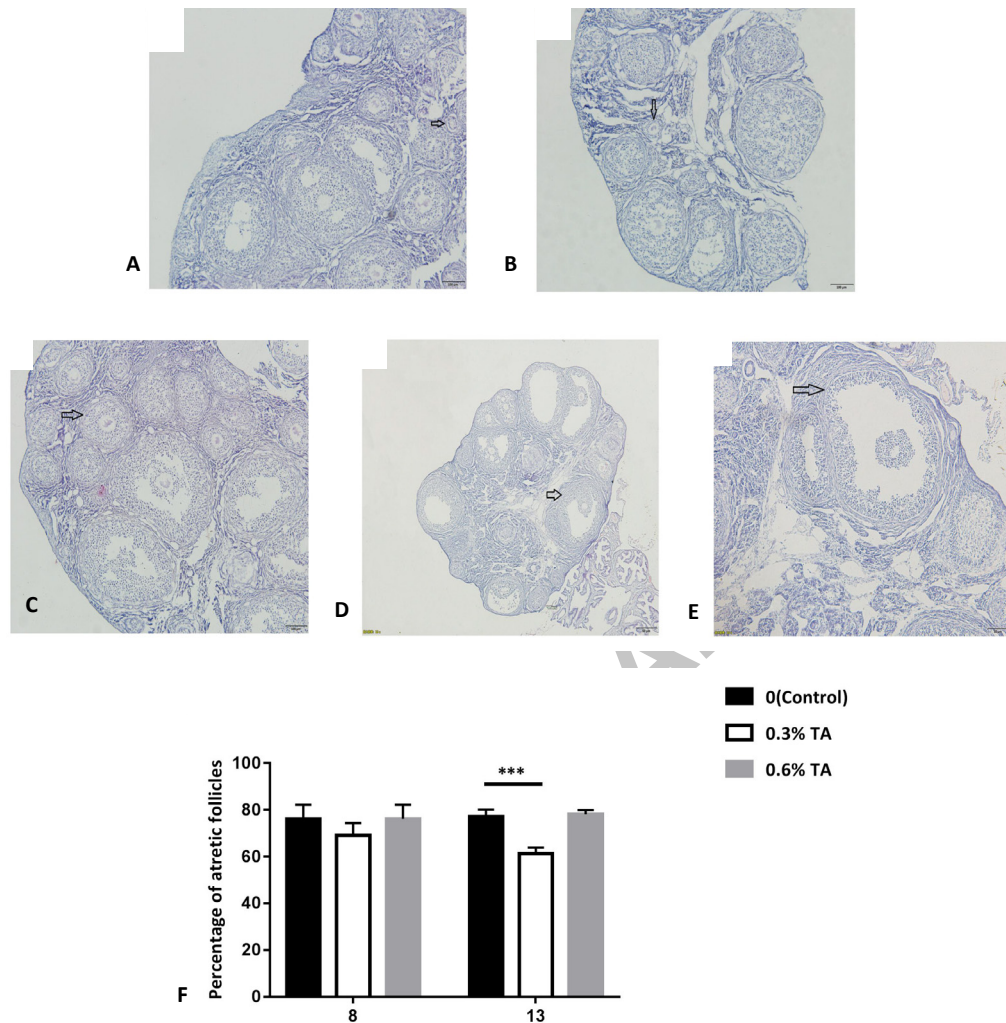 A
B
C
D
E
0(Control)
0.3% TA
0.6% TA
100
80
60
40
20
0
Percentage of atretic follicles
***
8
13
F